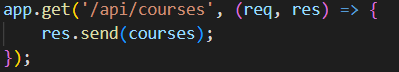 app.get('/api/courses', (req, res) => {
    res.send(courses);
});